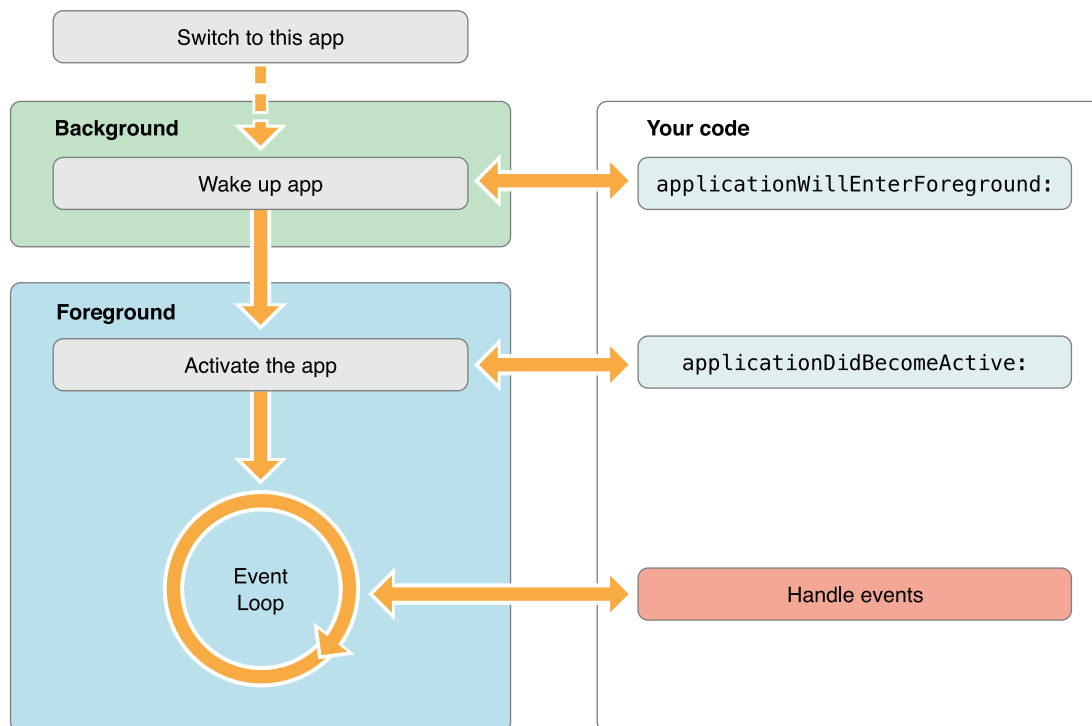 Switch to this app
Background
Your code
Wake up app
applicationWillEnterForeground:
Foreground
Activate the app
applicationDidBecomeActive:
Event
Loop
Handle events